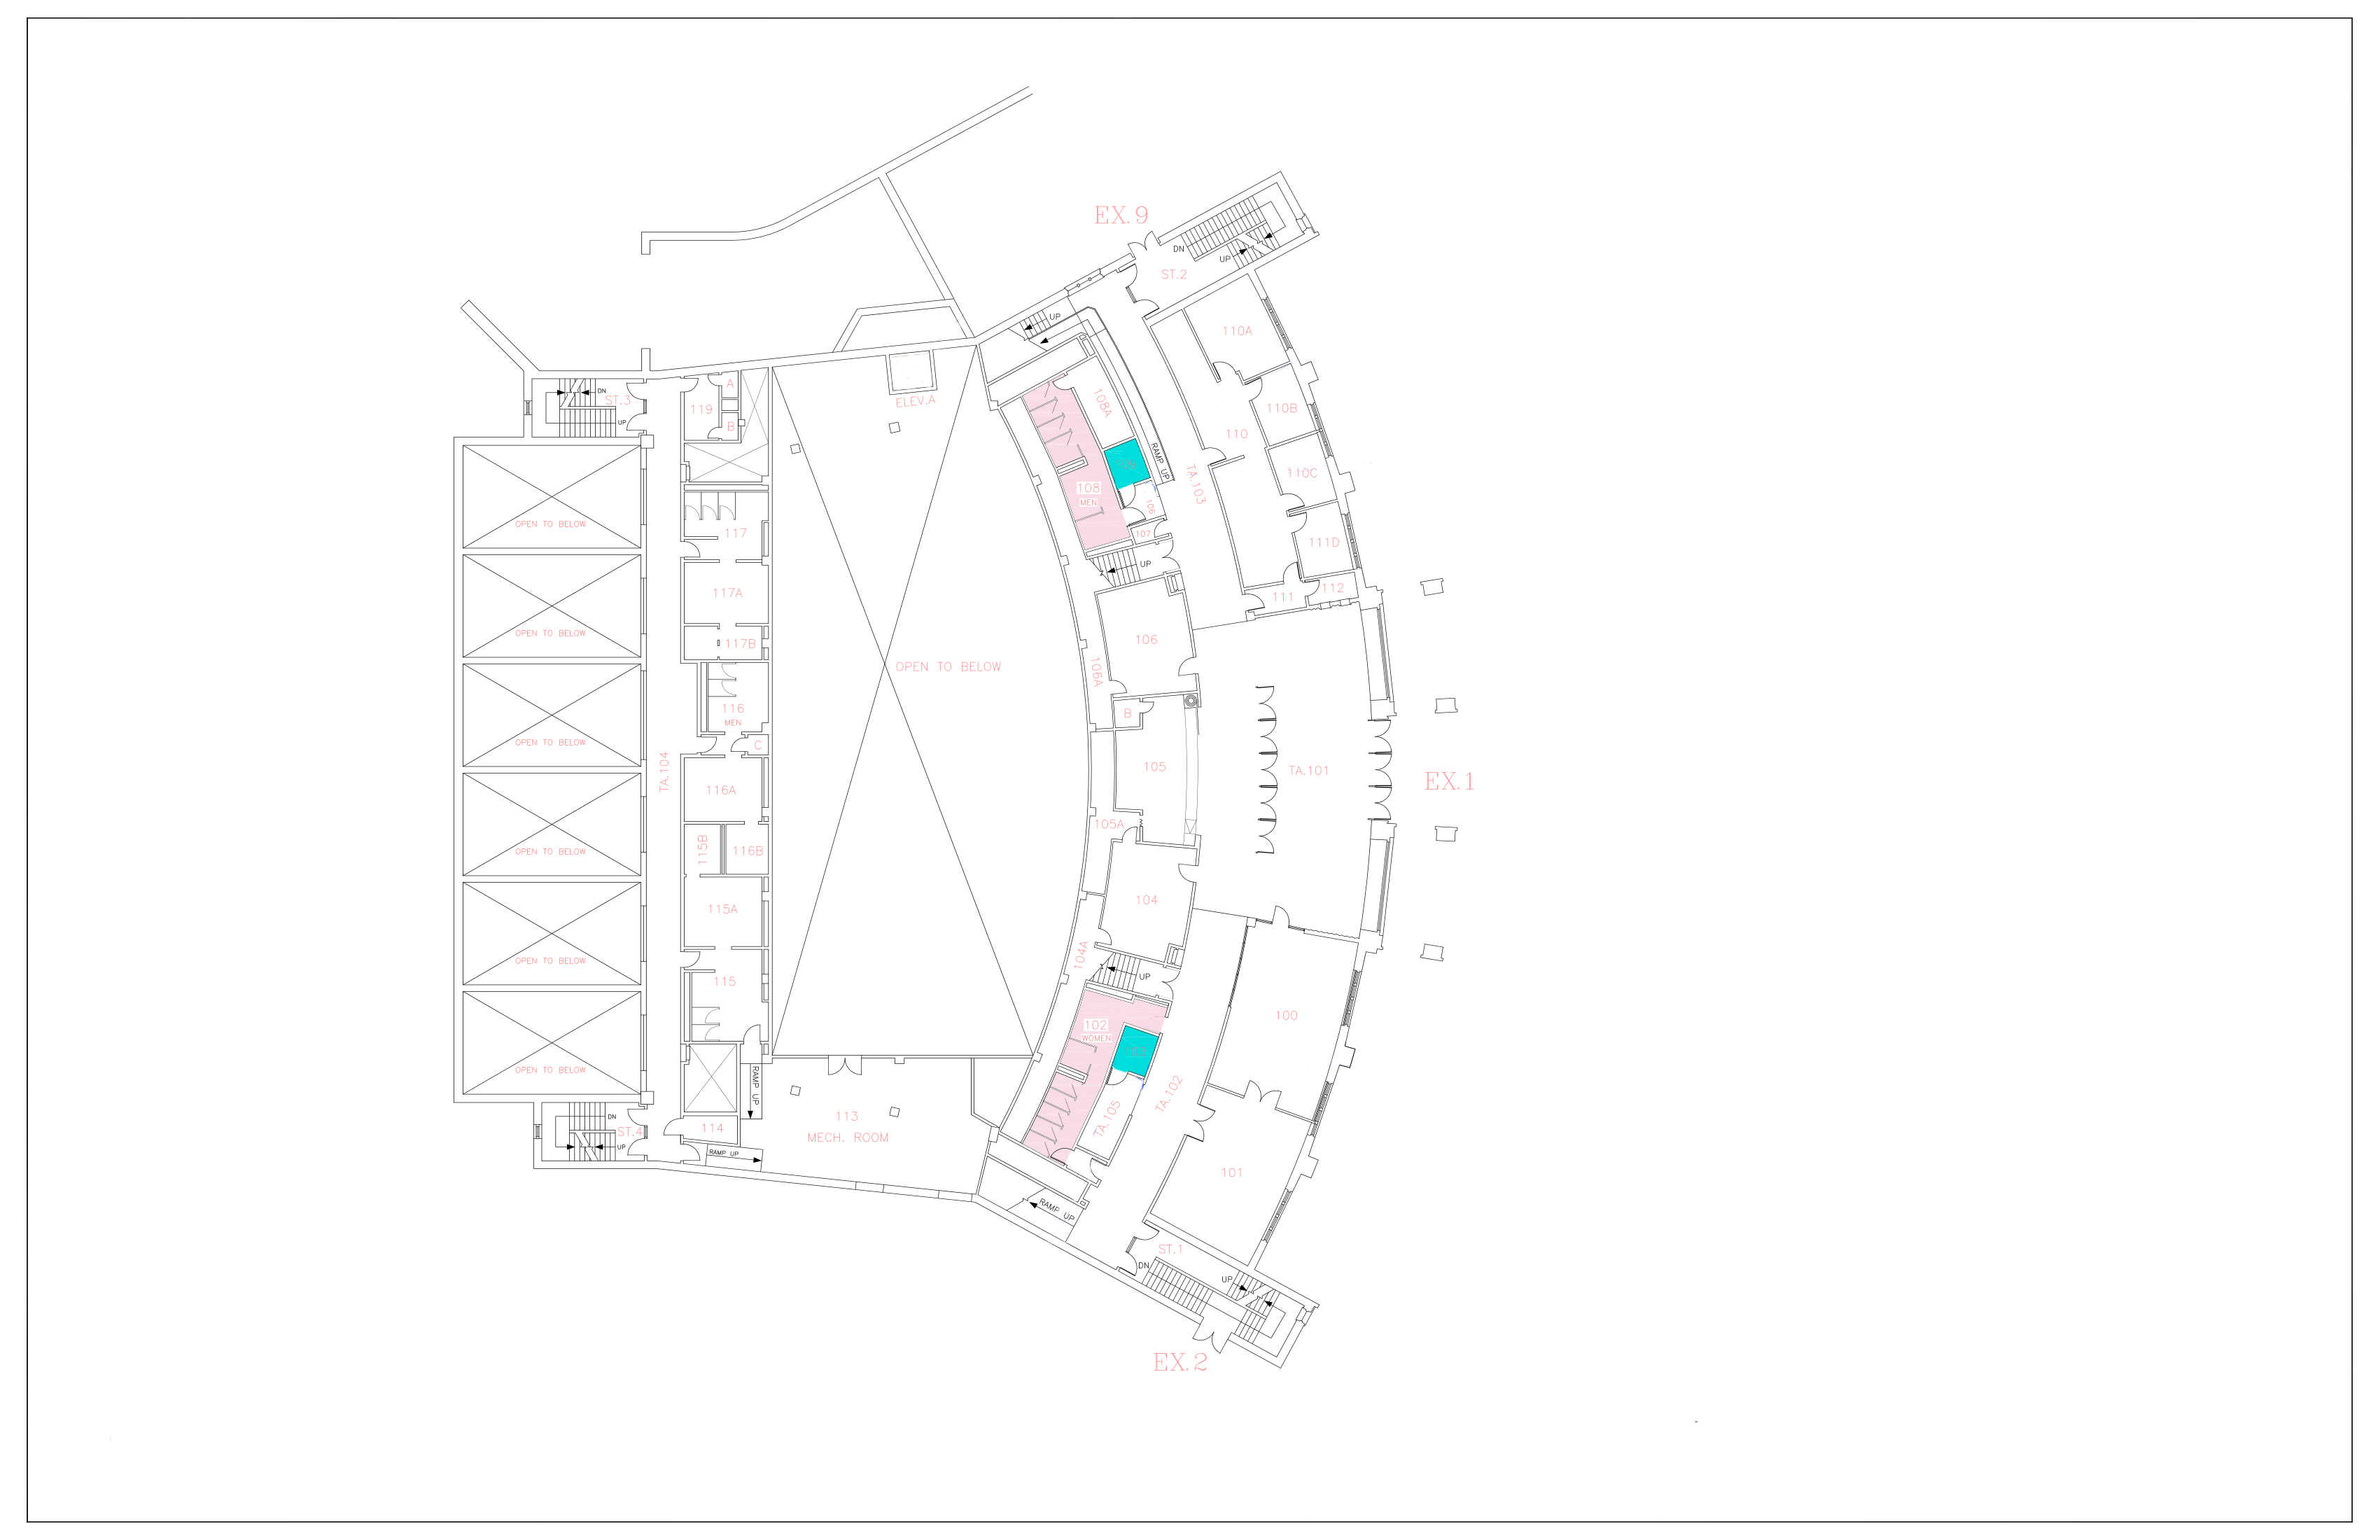 EX. 9
DN
UP
ST.2
UP
110A
DN
ST.3
UP
A
119
B
ELEV.A
108A
110B
110
RAMP UP
TA.103
110C
108
MEN
106
107
111D
UP
OPEN TO BELOW
117
117A
111
112
OPEN TO BELOW
117B
106
OPEN TO BELOW
106A
116
MEN
B
C
OPEN TO BELOW
TA.104
105
TA.101
EX.1
116A
105A
115B
116B
OPEN TO BELOW
115A
104
104A
OPEN TO BELOW
115
UP
102
WOMEN
100
103
OPEN TO BELOW
RAMP UP
TA.102
TA.105
DN
ST.4
UP
114
113
MECH. ROOM
RAMP UP
101
RAMP UP
ST.1
DN
UP
EX. 2